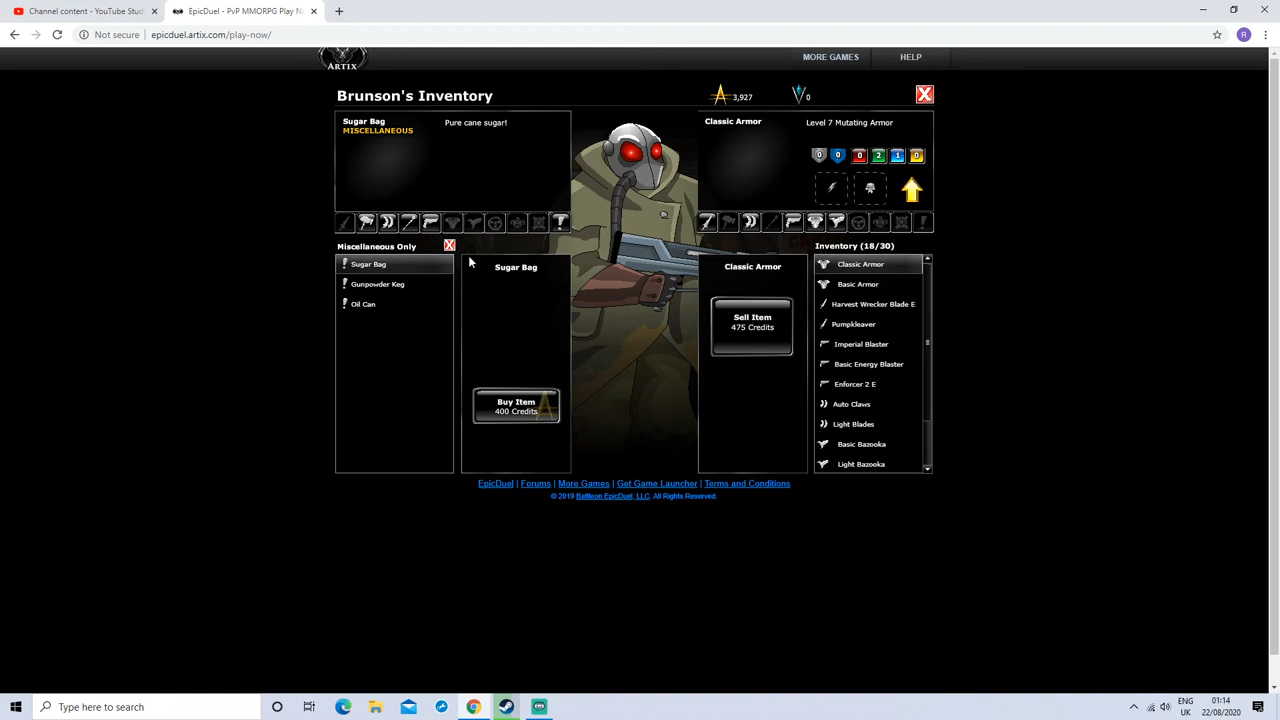 Channel content - YouTube Stud
EpicDuel - PvP MMORPG Play N
Not secure | epicduel.artix.com/play-now/
R
ARTIX
MORE GAMES
HELP
Brunson's Inventory
3,927
0
X
Sugar Bag
MISCELLANEOUS
Pure cane sugar!
Classic Armor
Level 7 Mutating Armor
0 0 0 2 1 0
Miscellaneous Only
X
Sugar Bag
Gunpowder Keg
Oil Can
Sugar Bag
Buy Item
400 Credits
Classic Armor
Sell Item
475 Credits
Inventory (18/30)
Classic Armor
Basic Armor
Harvest Wrecker Blade E
Pumpkleaver
Imperial Blaster
Basic Energy Blaster
Enforcer 2 E
Auto Claws
Light Blades
Basic Bazooka
Light Bazooka
EpicDuel | Forums | More Games | Get Game Launcher | Terms and Conditions
© 2019 Battleon EpicDuel, LLC. All Rights Reserved.
Type here to search
ENG
UK
01:14
22/08/2020